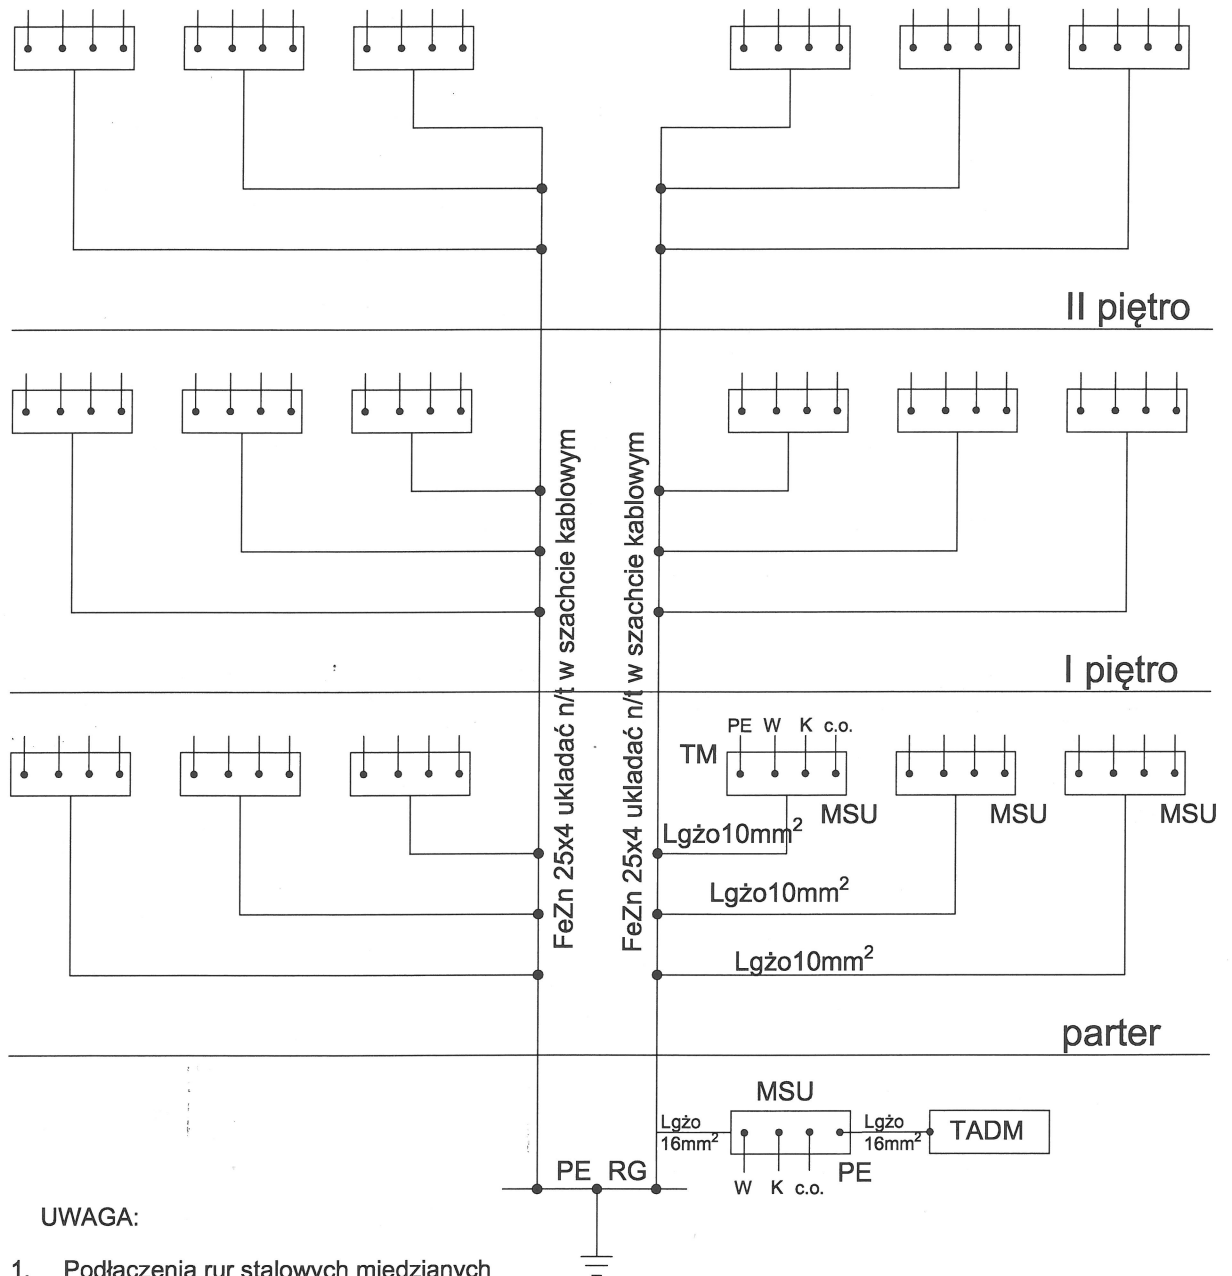 II piętro
FeZn 25x4 układać n/t w szachcie kablowym
FeZn 25x4 układać n/t w szachcie kablowym
I piętro
PE W K c.o.
TM
MSU
MSU
MSU
Lgżo10mm²
Lgżo10mm²
Lgżo10mm²
parter
MSU
Lgżo
16mm²
Lgżo
16mm²
TADM
PE
W K c.o.
PE RG
UWAGA:
1. Podłączenia rur stalowych miedzianych